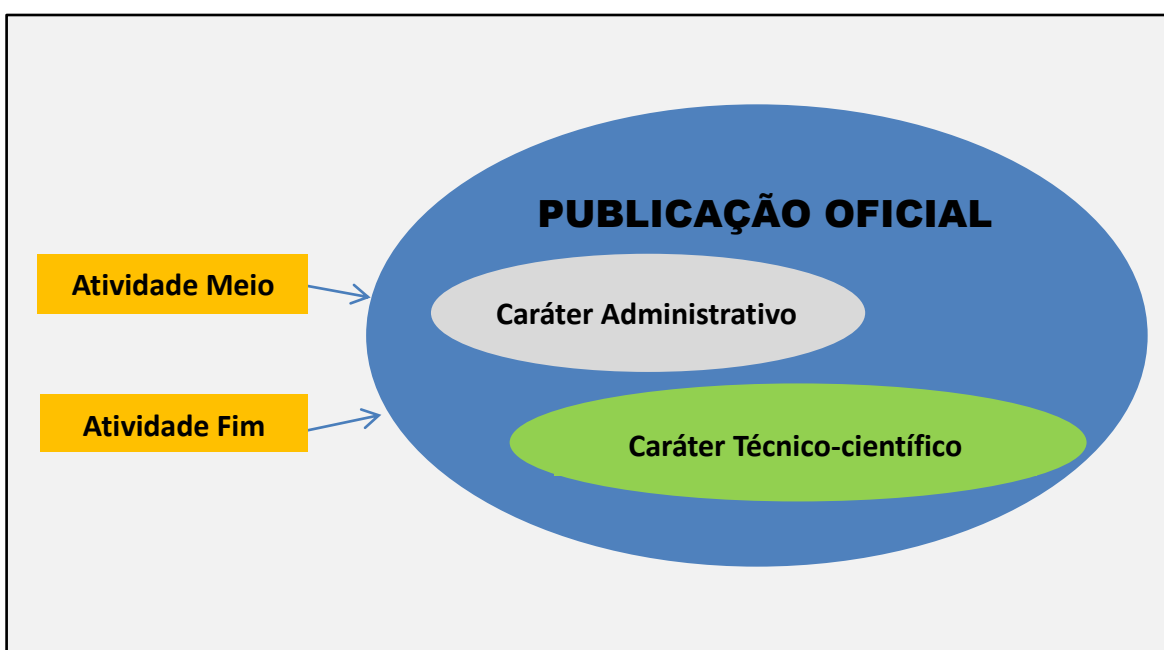 PUBLICAÇÃO OFICIAL
Atividade Meio
Caráter Administrativo
Atividade Fim
Caráter Técnico-científico